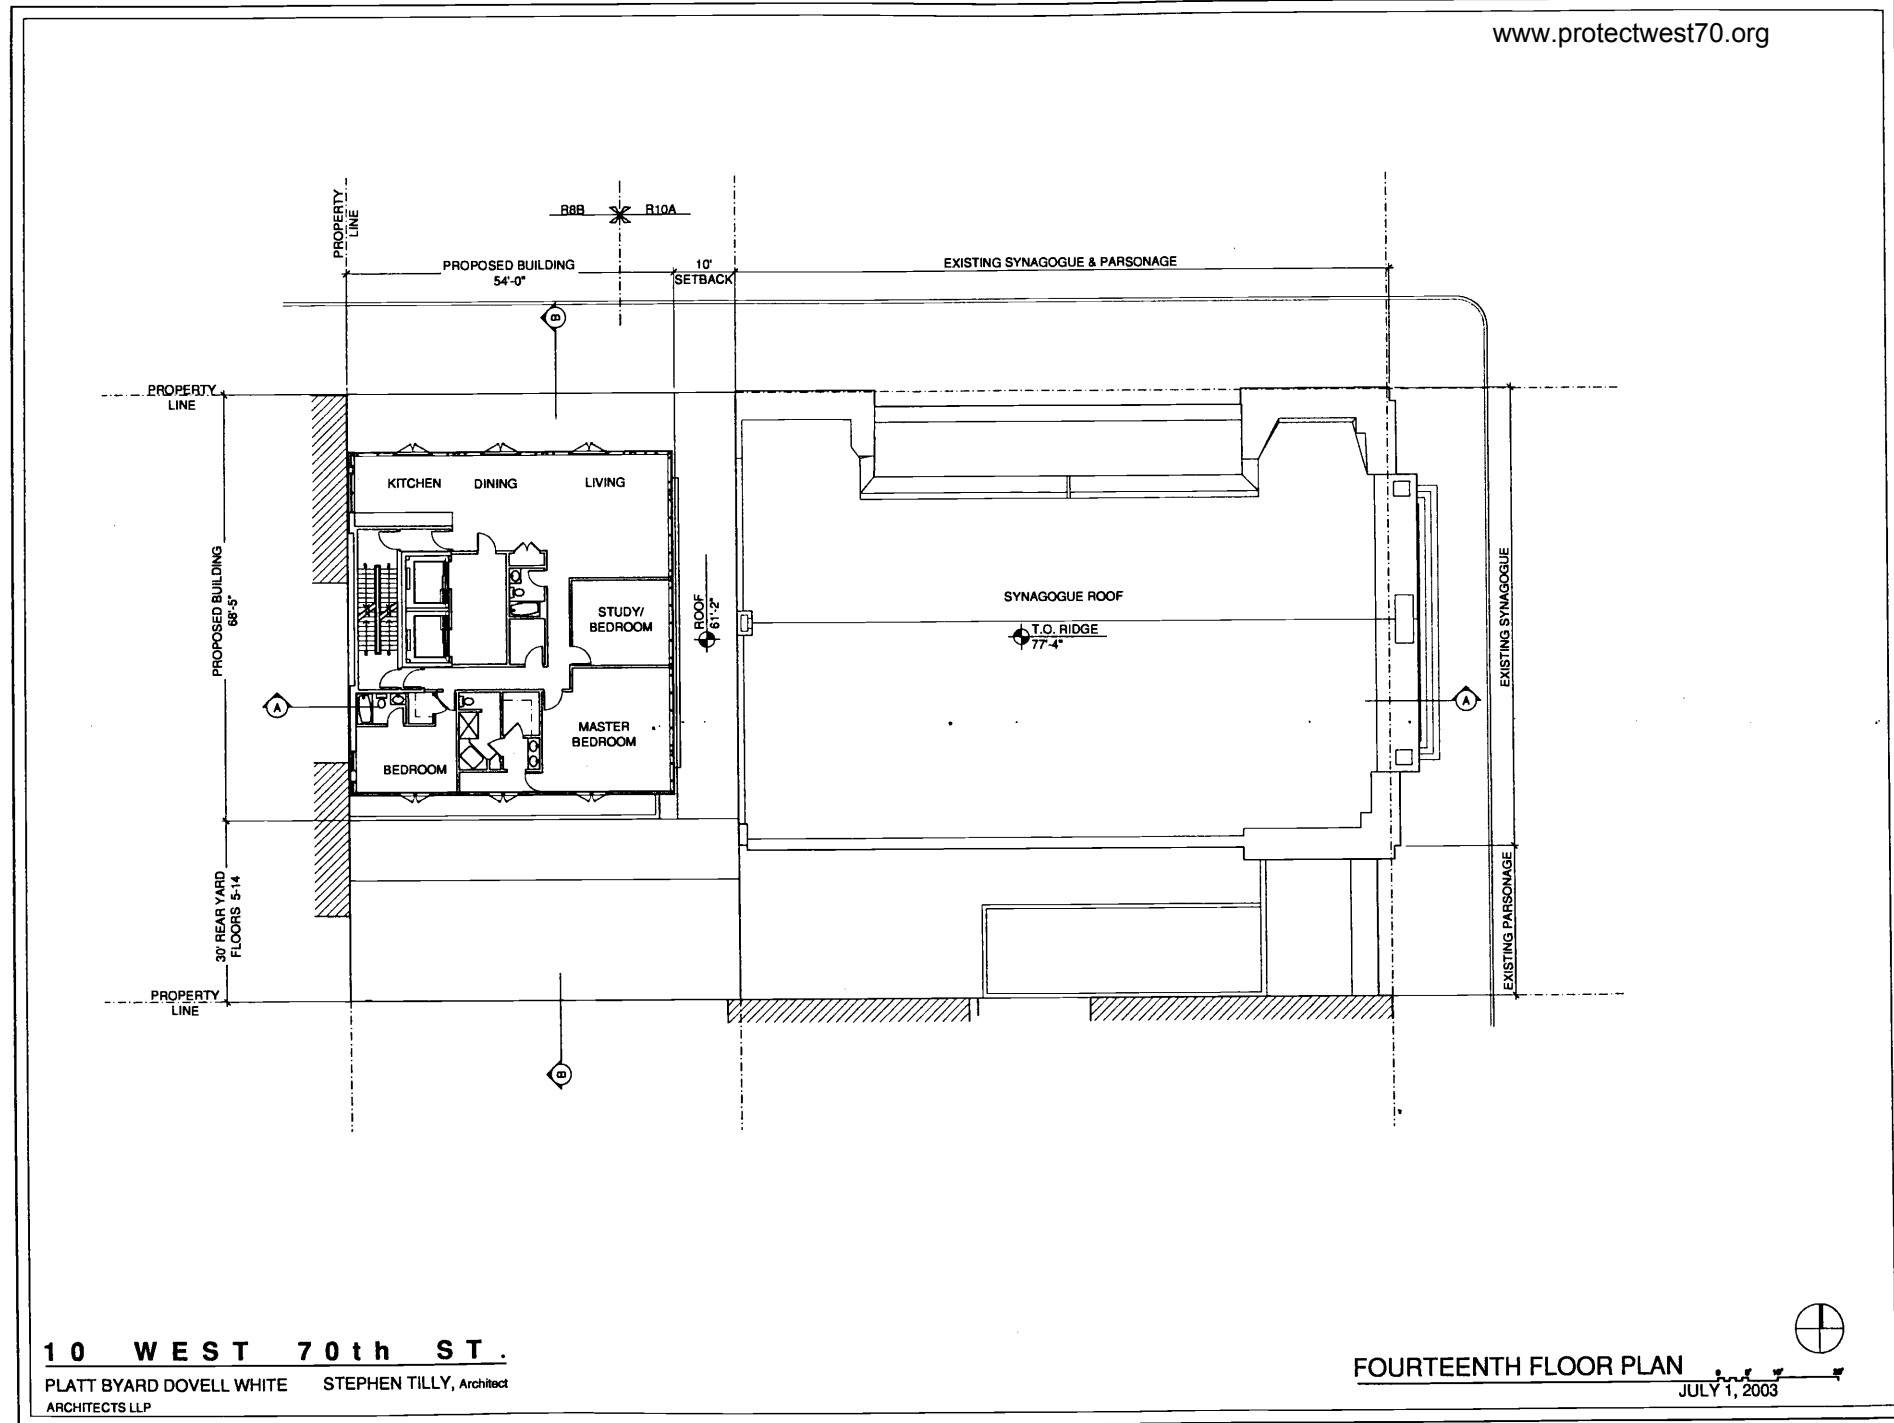 www.protectwest70.org
PROPERTY
LINE
R8B
R10A
PROPOSED BUILDING
54'-0"
10'
SETBACK
EXISTING SYNAGOGUE & PARSONAGE
B
PROPERTY
LINE
KITCHEN
DINING
LIVING
PROPOSED BUILDING
68'-5"
STUDY/
BEDROOM
ROOF
61'-2"
SYNAGOGUE ROOF
T.O. RIDGE
77'-4"
EXISTING SYNAGOGUE
A
A
MASTER
BEDROOM
BEDROOM
30' REAR YARD
FLOORS 5-14
EXISTING PARSONAGE
PROPERTY
LINE
B
10 WEST 70th ST.
PLATT BYARD DOVELL WHITE
ARCHITECTS LLP
STEPHEN TILLY, Architect
FOURTEENTH FLOOR PLAN
JULY 1, 2003